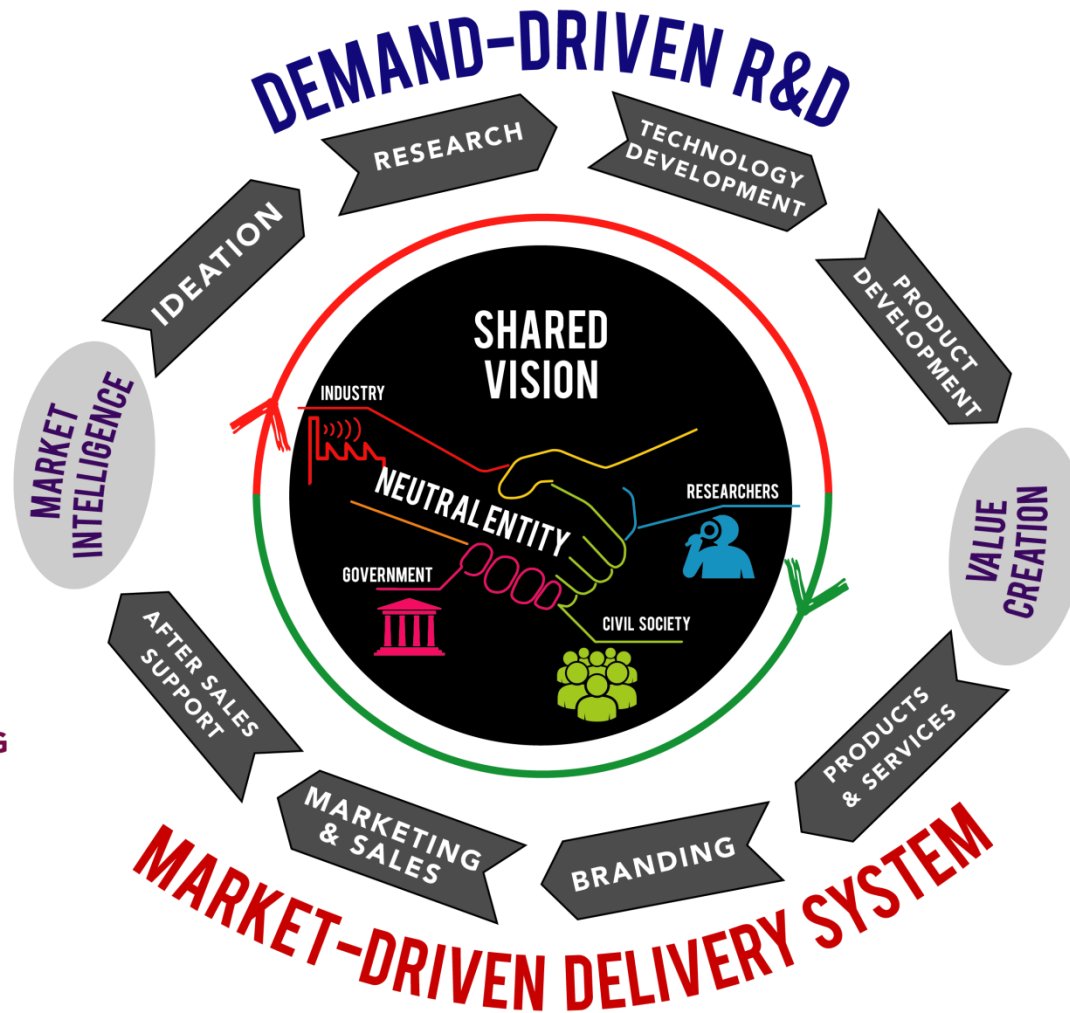 DEMAND-DRIVEN R&D
RESEARCH
TECHNOLOGY
DEVELOPMENT
IDEATION
PRODUCT
DEVELOPMENT
SHARED
VISION
INDUSTRY
MARKET
INTELLIGENCE
NEUTRAL ENTITY
RESEARCHERS
VALUE
CREATION
GOVERNMENT
CIVIL SOCIETY
AFTER SALES
SUPPORT
PRODUCTS
& SERVICES
G
MARKETING
& SALES
BRANDING
MARKET-DRIVEN DELIVERY SYSTEM